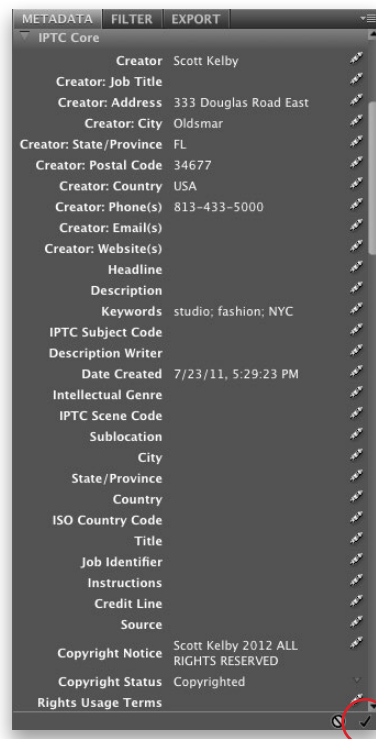 METADATA FILTER EXPORT
IPTC Core
Creator Scott Kelby
Creator: Job Title
Creator: Address 333 Douglas Road East
Creator: City Oldsmar
Creator: State/Province FL
Creator: Postal Code 34677
Creator: Country USA
Creator: Phone(s) 813-433-5000
Creator: Email(s)
Creator: Website(s)
Headline
Description
Keywords studio; fashion; NYC
IPTC Subject Code
Description Writer
Date Created 7/23/11, 5:29:23 PM
Intellectual Genre
IPTC Scene Code
Sublocation
City
State/Province
Country
ISO Country Code
Title
Job Identifier
Instructions
Credit Line
Source
Copyright Notice Scott Kelby 2012 ALL
RIGHTS RESERVED
Copyright Status Copyrighted
Rights Usage Terms